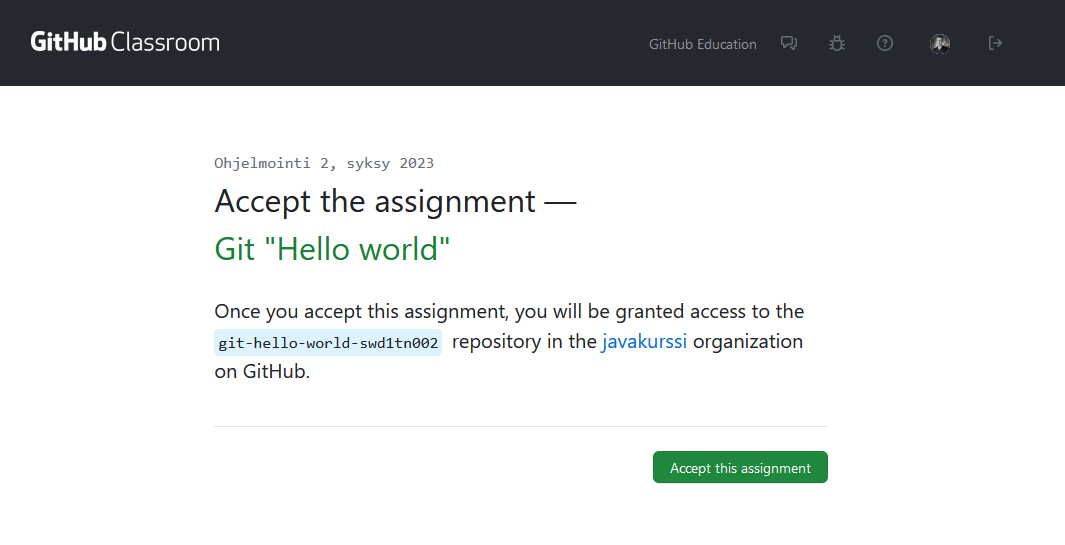 GitHub Classroom
GitHub Education
Ohjelmointi 2, syksy 2023
Accept the assignment —
Git "Hello world"
Once you accept this assignment, you will be granted access to the
git-hello-world-swd1tn002 repository in the javakurssi organization
on GitHub.
Accept this assignment